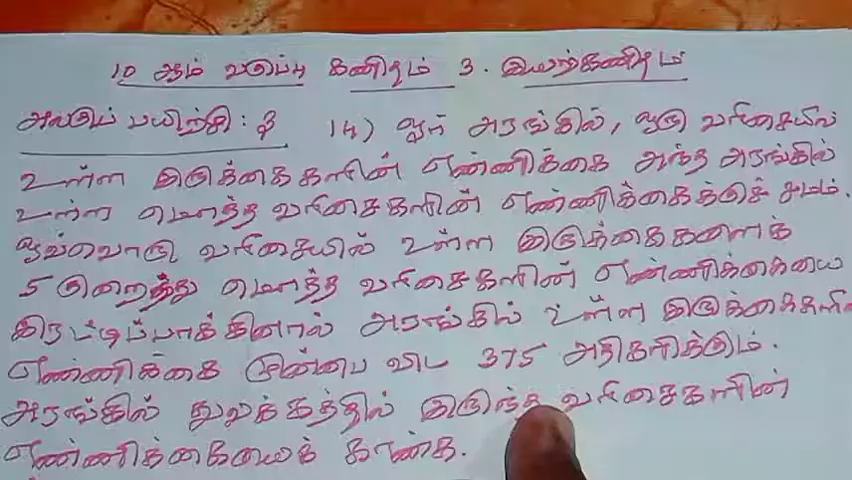 10 ஆம் வகுப்பு கணிதம் 3. இயற்கணிதம்
அலகுப் பயிற்சி: 3 14) ஓர் அரங்கில், ஒரு வரிசையில்
உள்ள இருக்கைகளின் எண்ணிக்கை அந்த அரங்கில்
உள்ள மொத்த வரிசைகளின் எண்ணிக்கைக்குச் சமம்.
ஒவ்வொரு வரிசையில் உள்ள இருக்கைகளைக்
5 குறைத்து மொத்த வரிசைகளின் எண்ணிக்கையை
இரட்டிப்பாக்கினால் அரங்கில் உள்ள இருக்கைகளின்
எண்ணிக்கை முன்பை விட 375 அதிகரிக்கும்.
அரங்கில் துவக்கத்தில் இருந்த வரிசைகளின்
எண்ணிக்கையைக் காண்க.